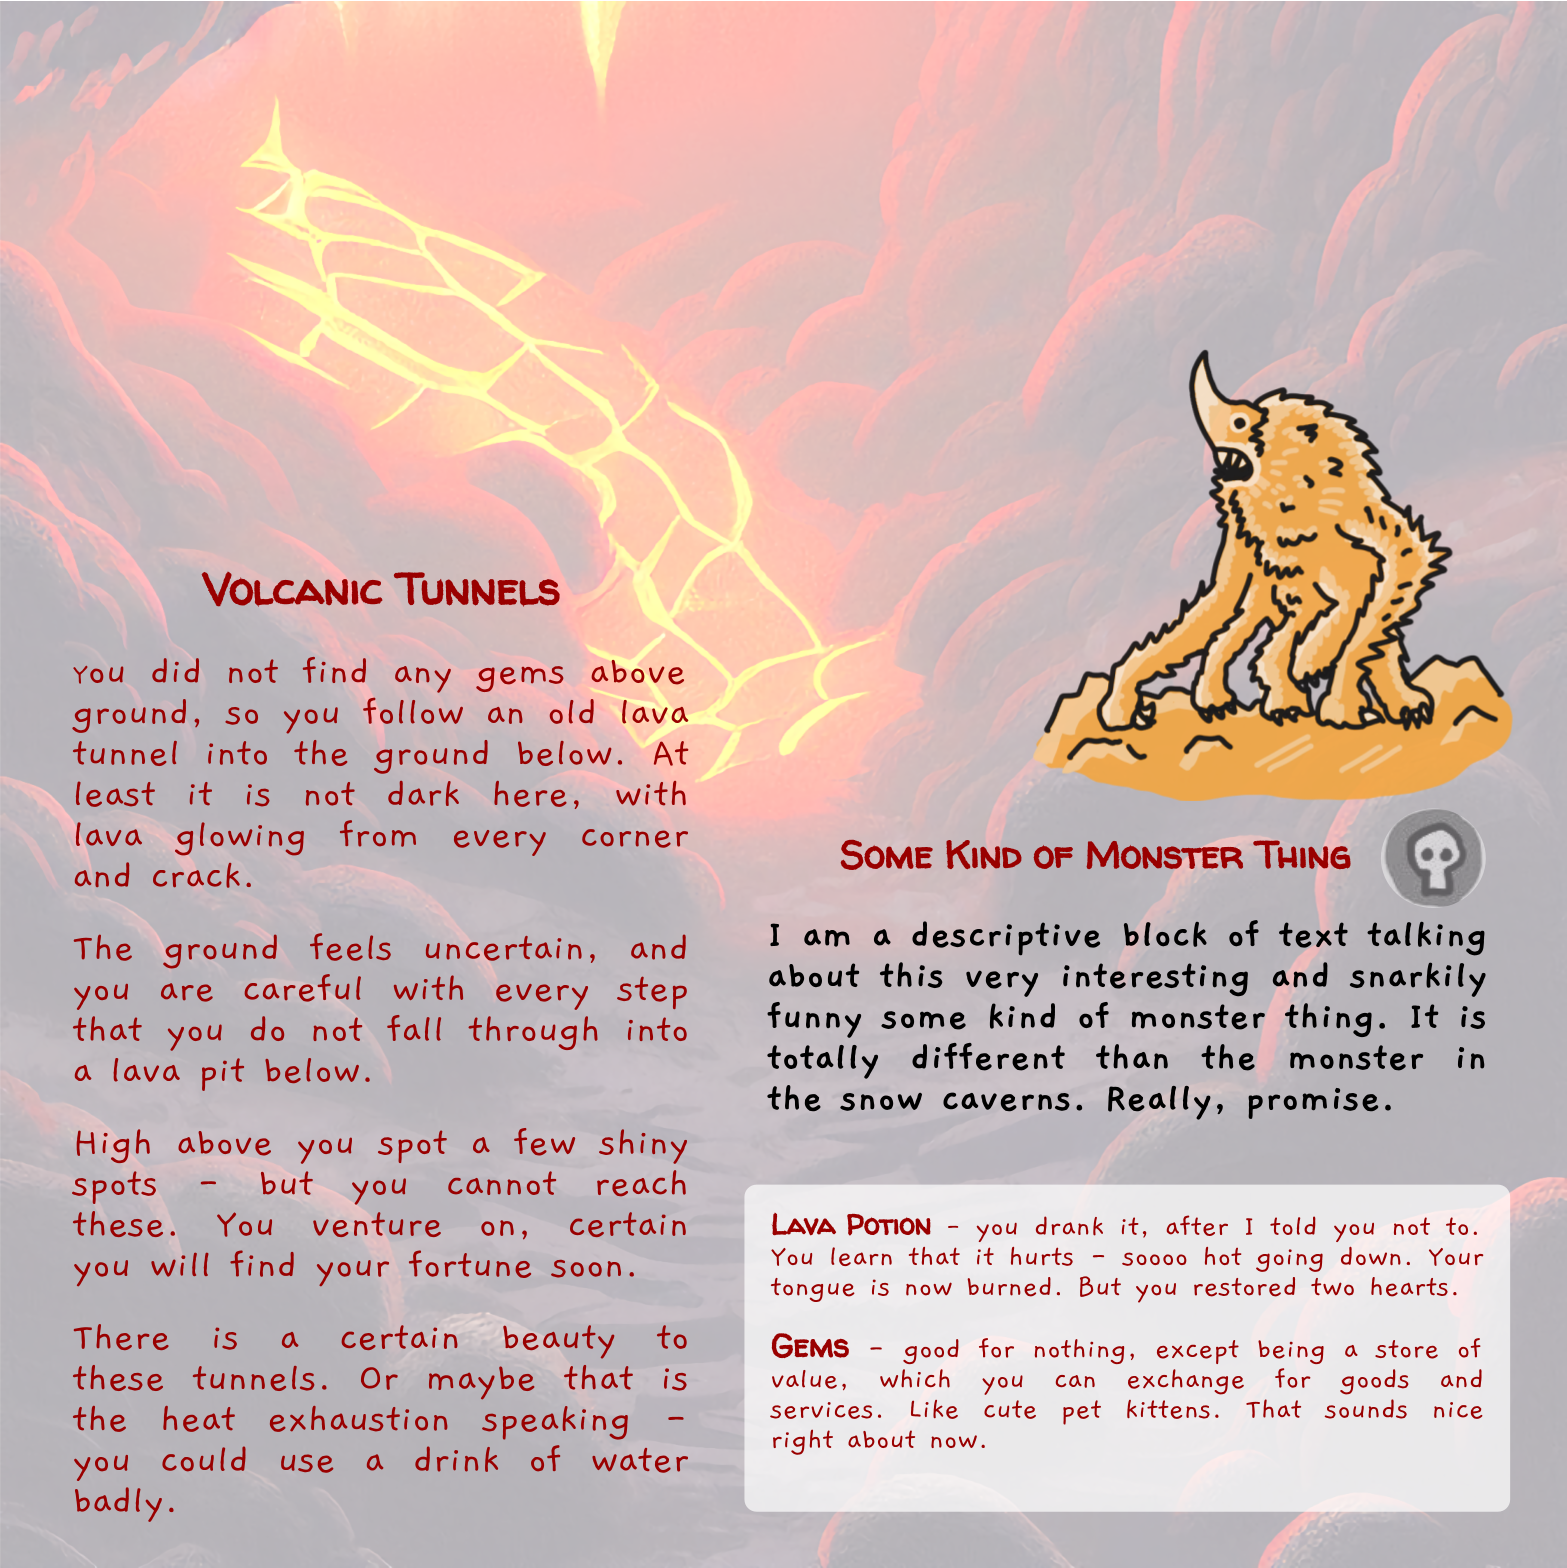 Volcanic Tunnels
You did not find any gems above
ground, so you follow an old lava
tunnel into the ground below. At
least it is not dark here, with
lava glowing from every corner
and crack.
The ground feels uncertain, and
you are careful with every step
that you do not fall through into
a lava pit below.
High above you spot a few shiny
spots - but you cannot reach
these. You venture on, certain
you will find your fortune soon.
There is a certain beauty to
these tunnels. Or maybe that is
the heat exhaustion speaking -
you could use a drink of water
badly.
Some Kind of Monster Thing
I am a descriptive block of text talking
about this very interesting and snarkily
funny some kind of monster thing. It is
totally different than the monster in
the snow caverns. Really, promise.
Lava Potion - you drank it, after I told you not to.
You learn that it hurts - soooo hot going down. Your
tongue is now burned. But you restored two hearts.
Gems - good for nothing, except being a store of
value, which you can exchange for goods and
services. Like cute pet kittens. That sounds nice
right about now.